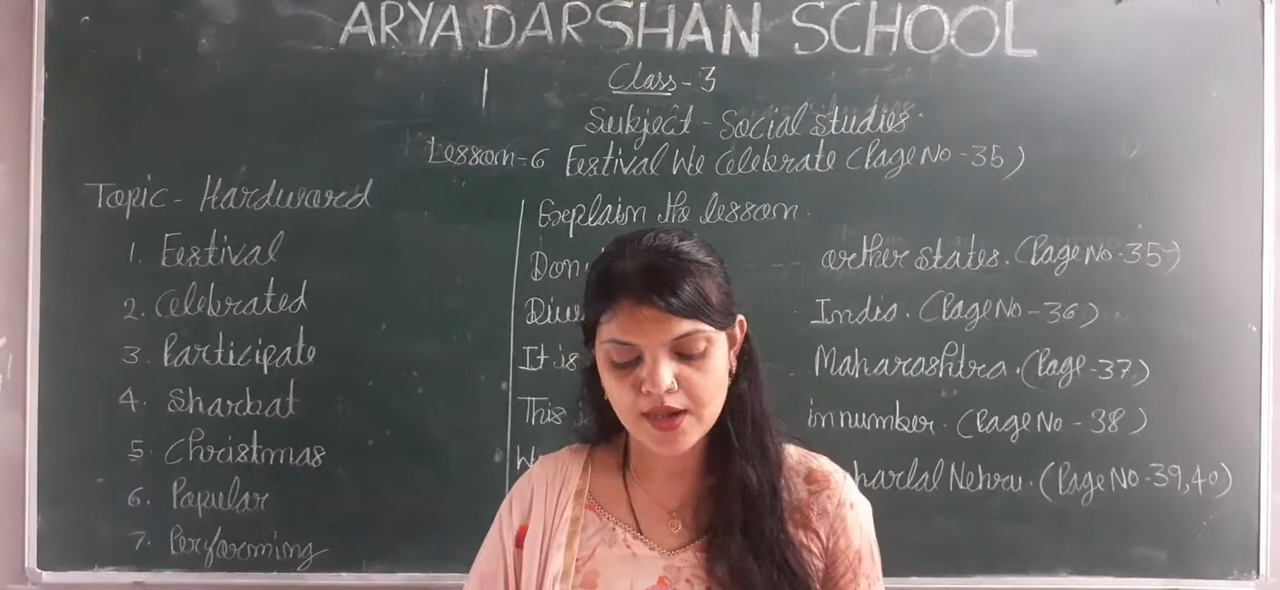 ARYA DARSHAN SCHOOL
Class - 3
Subject - Social studies.
Lesson - 6 Festival We Celebrate (Page No - 35)
Topic - Hardword
1. Festival
2. Celebrated
3. Participate
4. Sharbat
5. Christmas
6. Popular
7. Performing
Explain the lesson.
Don other states. (Page No - 35)
Diw India. (Page No - 36)
It is Maharashtra. (Page - 37)
This in number. (Page No - 38)
harlal Nehru. (Page No - 39,40)